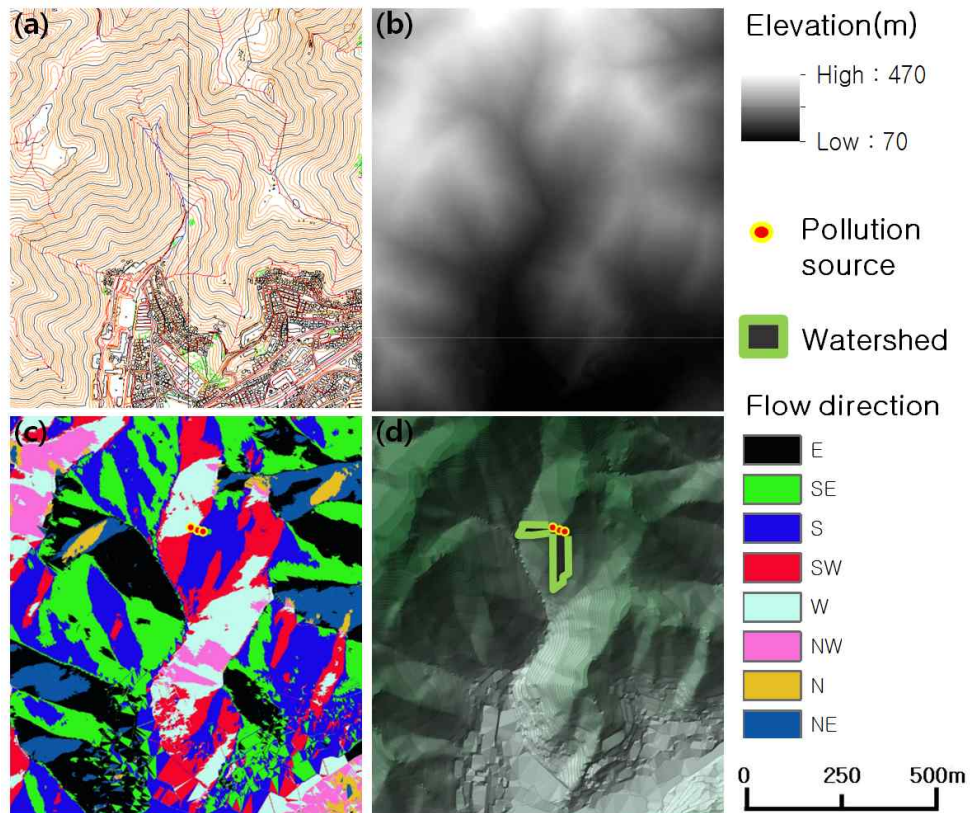 (a)
(b)
Elevation(m)
High : 470
Low : 70
Pollution
source
Watershed
(c)
(d)
Flow direction
E
SE
S
SW
W
NW
N
NE
0 250 500m